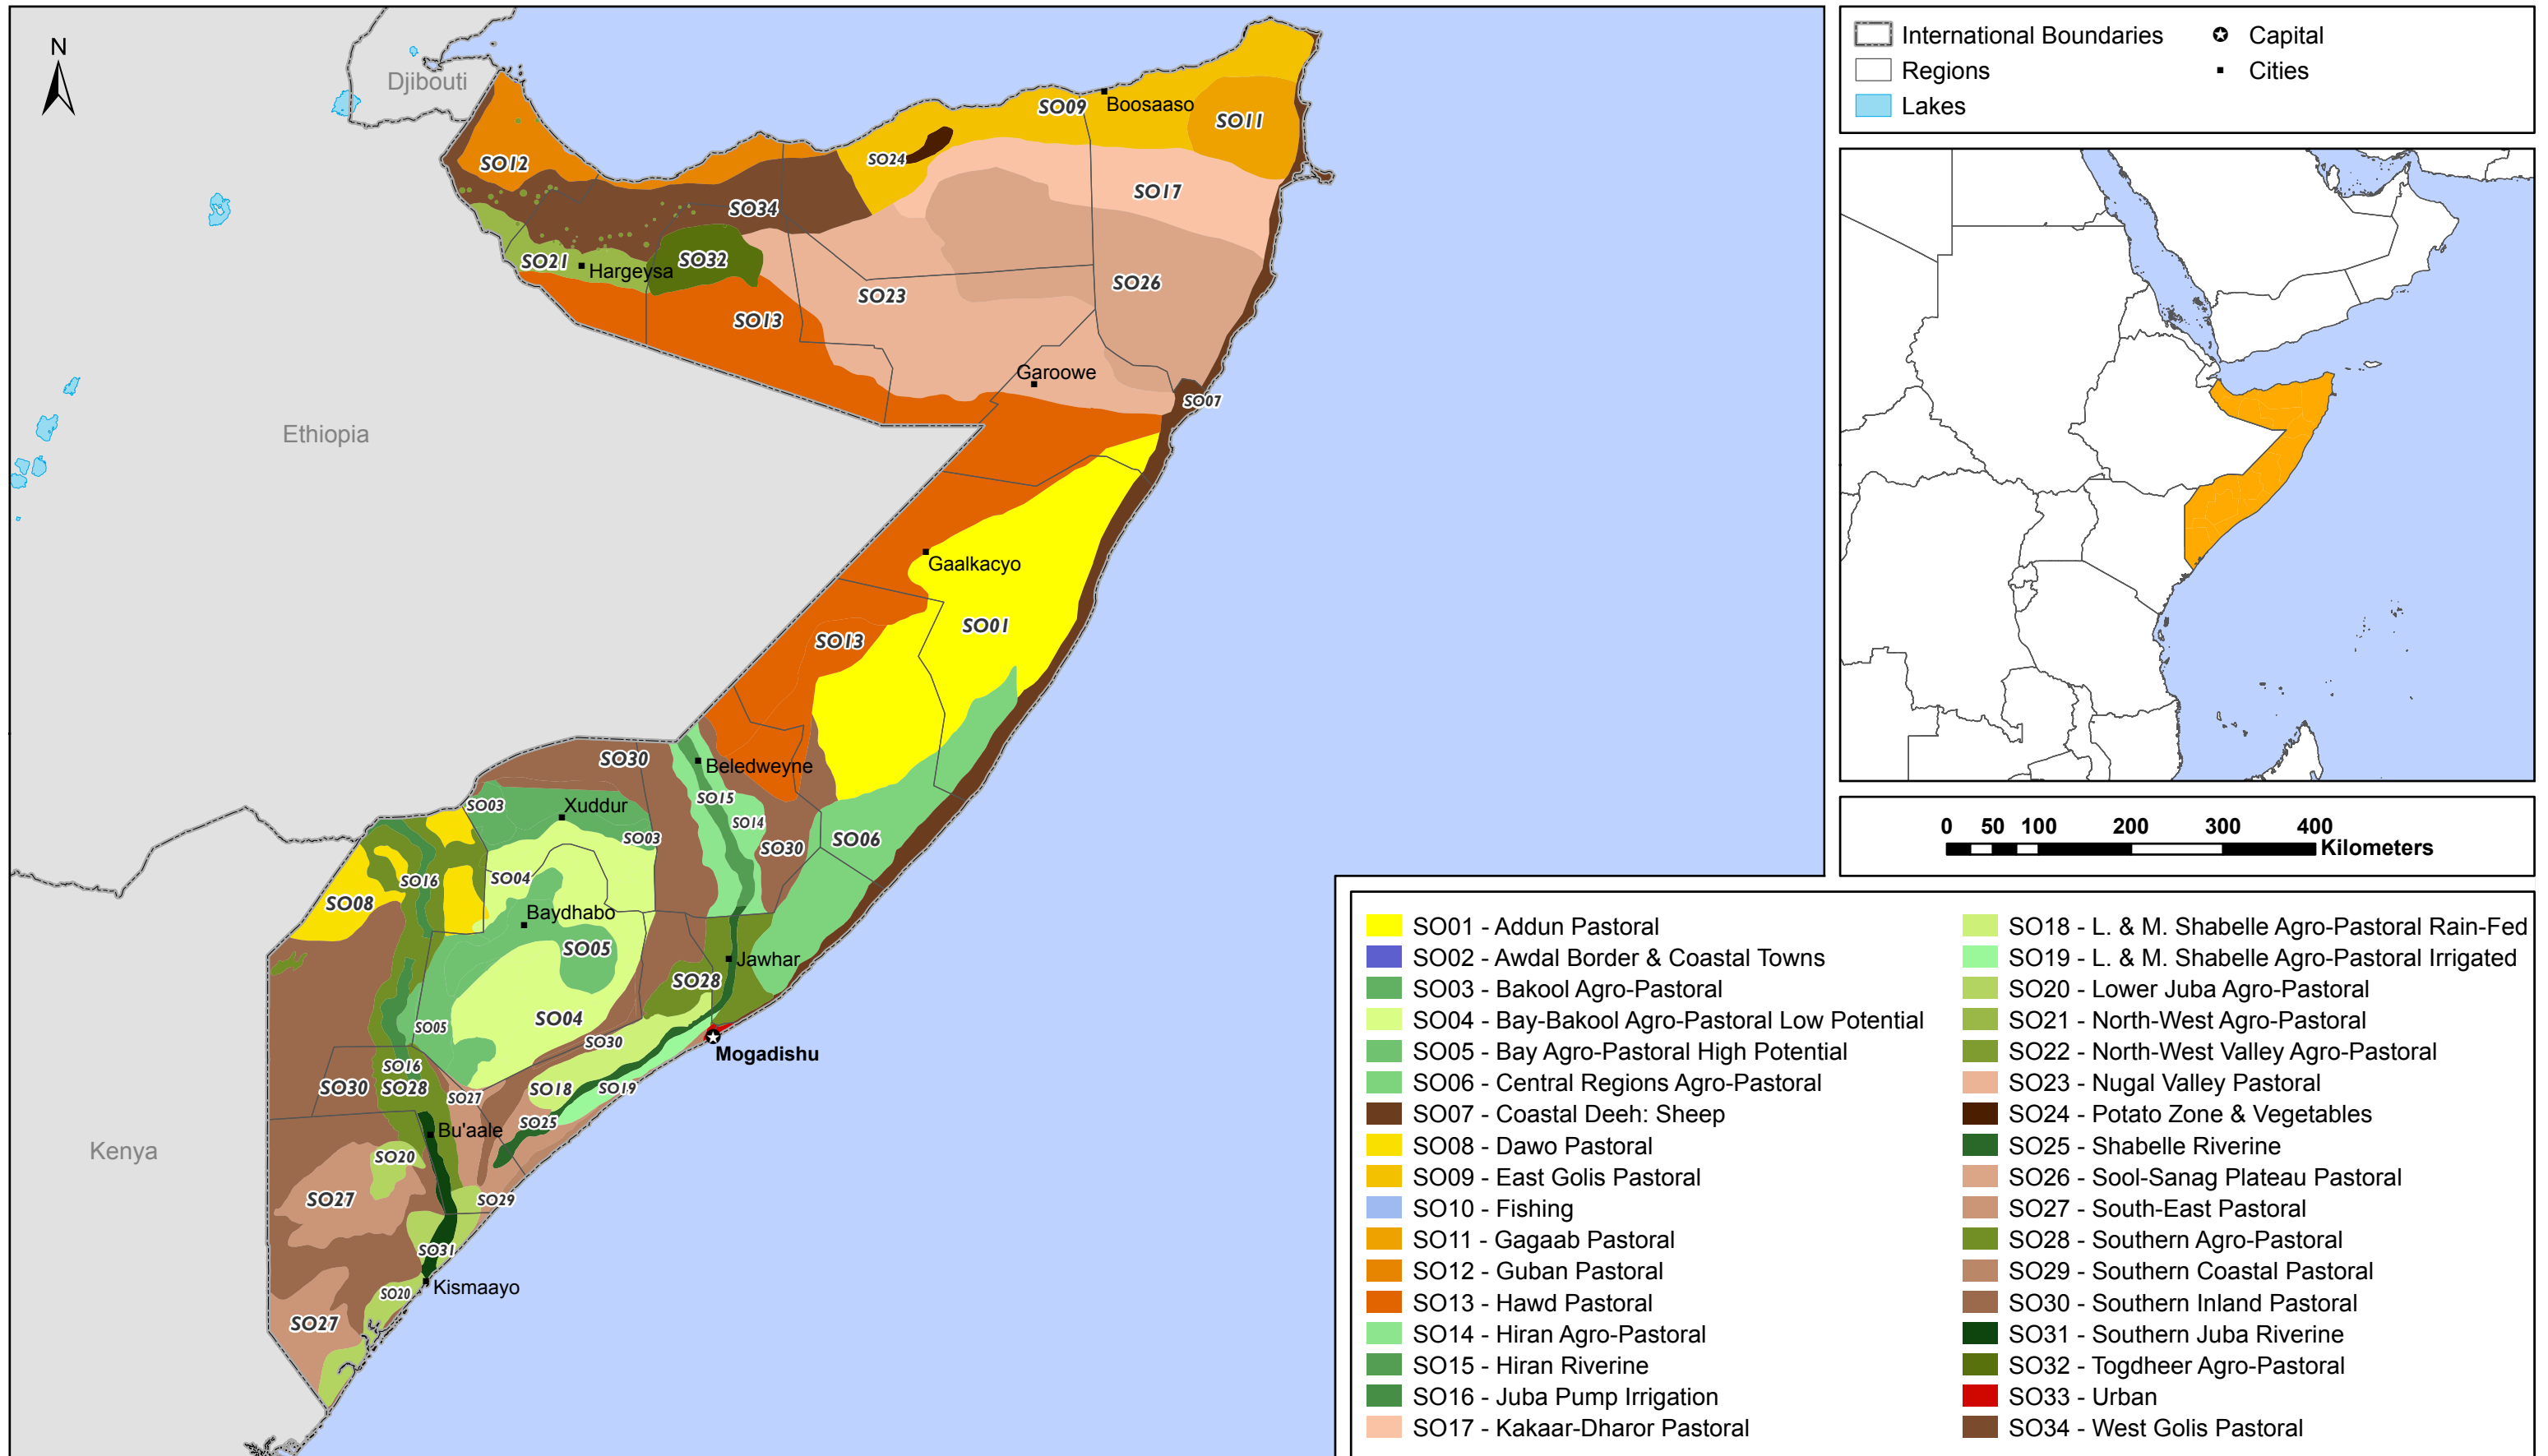 N
Djibouti
Ethiopia
Kenya
SO12
SO09
Boosaaso
SO11
SO24
SO17
SO34
SO21
Hargeysa
SO32
SO23
SO26
SO13
Garoowe
SO07
Gaalkacyo
SO01
SO13
SO30
Beledweyne
SO03
Xuddur
SO15
SO14
SO03
SO30
SO06
SO04
SO16
SO08
Baydhabo
SO05
Jawhar
SO28
SO04
SO05
SO30
Mogadishu
SO16
SO30
SO28
SO27
SO18
SO19
SO25
Bu'aale
SO20
SO27
SO29
SO31
Kismaayo
SO20
SO27
International Boundaries
Regions
Lakes
Capital
Cities
0 50 100 200 300 400
Kilometers
SO01 - Addun Pastoral
SO02 - Awdal Border & Coastal Towns
SO03 - Bakool Agro-Pastoral
SO04 - Bay-Bakool Agro-Pastoral Low Potential
SO05 - Bay Agro-Pastoral High Potential
SO06 - Central Regions Agro-Pastoral
SO07 - Coastal Deeh: Sheep
SO08 - Dawo Pastoral
SO09 - East Golis Pastoral
SO10 - Fishing
SO11 - Gagaab Pastoral
SO12 - Guban Pastoral
SO13 - Hawd Pastoral
SO14 - Hiran Agro-Pastoral
SO15 - Hiran Riverine
SO16 - Juba Pump Irrigation
SO17 - Kakaar-Dharor Pastoral
SO18 - L. & M. Shabelle Agro-Pastoral Rain-Fed
SO19 - L. & M. Shabelle Agro-Pastoral Irrigated
SO20 - Lower Juba Agro-Pastoral
SO21 - North-West Agro-Pastoral
SO22 - North-West Valley Agro-Pastoral
SO23 - Nugal Valley Pastoral
SO24 - Potato Zone & Vegetables
SO25 - Shabelle Riverine
SO26 - Sool-Sanag Plateau Pastoral
SO27 - South-East Pastoral
SO28 - Southern Agro-Pastoral
SO29 - Southern Coastal Pastoral
SO30 - Southern Inland Pastoral
SO31 - Southern Juba Riverine
SO32 - Togdheer Agro-Pastoral
SO33 - Urban
SO34 - West Golis Pastoral